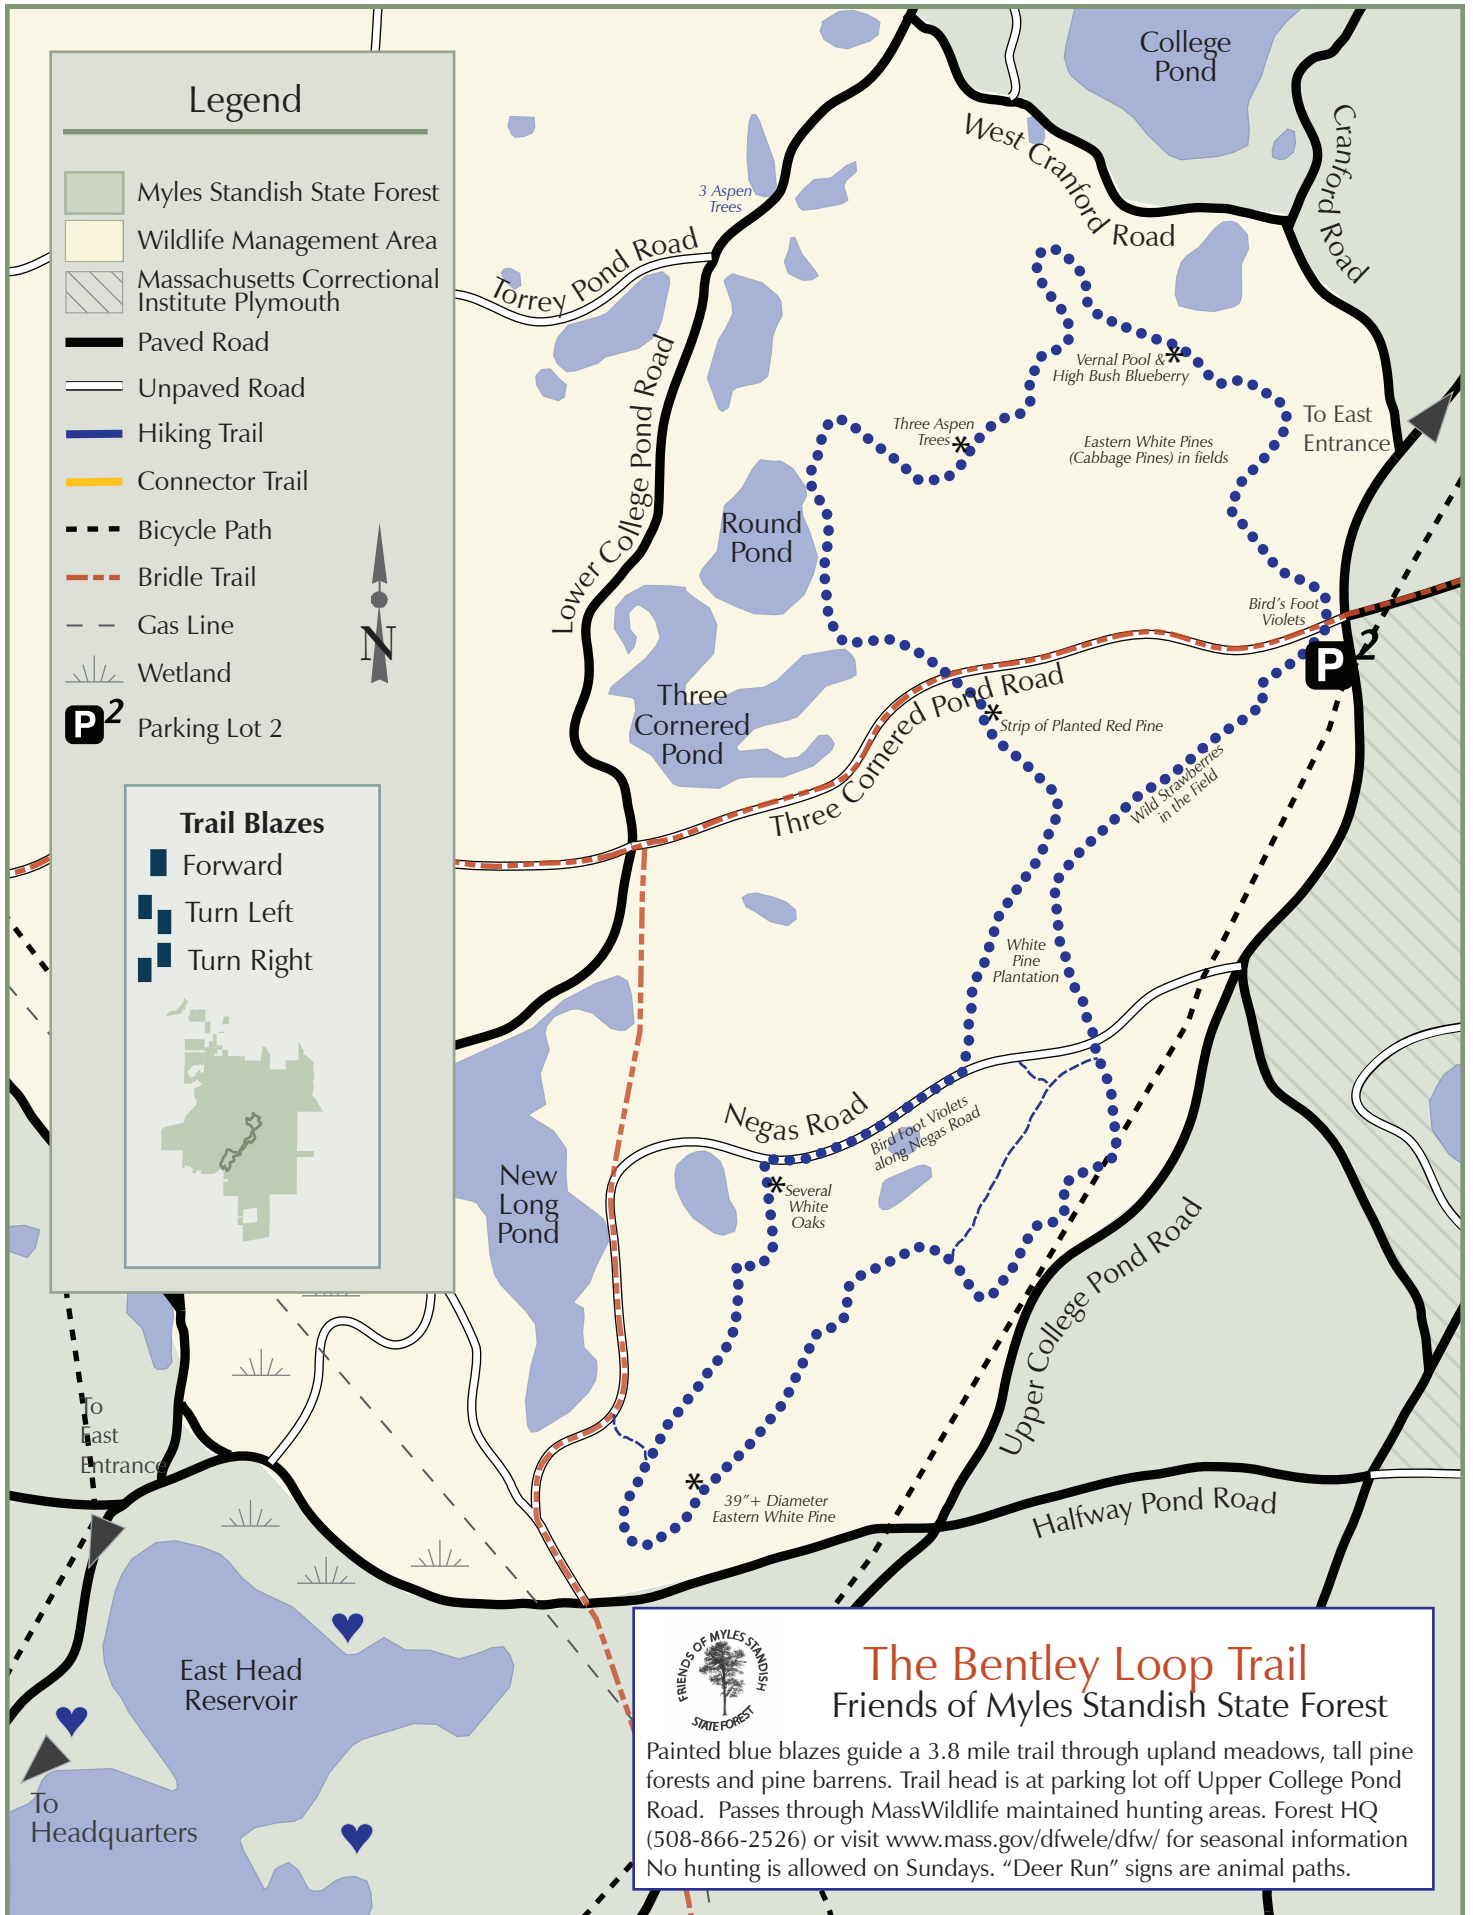 Legend
Myles Standish State Forest
Wildlife Management Area
Massachusetts Correctional
Institute Plymouth
Paved Road
Unpaved Road
Hiking Trail
Connector Trail
Bicycle Path
Bridle Trail
Gas Line
Wetland
P 2 Parking Lot 2
N
Trail Blazes
Forward
Turn Left
Turn Right
College
Pond
West Cranford Road
Cranford Road
3 Aspen
Trees
Torrey Pond Road
Lower College Pond Road
Vernal Pool &
High Bush Blueberry
*
Three Aspen
Trees *
Eastern White Pines
(Cabbage Pines) in fields
To East
Entrance
Round
Pond
Bird's Foot
Violets
P 2
Three
Cornered
Pond
Three Cornered Pond Road
*
Strip of Planted Red Pine
Wild Strawberries
in the Field
White
Pine
Plantation
Negas Road
Bird Foot Violets
along Negas Road
New
Long
Pond
*
Several
White
Oaks
Upper College Pond Road
To
East
Entrance
*
39"+ Diameter
Eastern White Pine
Halfway Pond Road
East Head
Reservoir
To
Headquarters
FRIENDS OF MYLES STANDISH
STATE FOREST
The Bentley Loop Trail
Friends of Myles Standish State Forest
Painted blue blazes guide a 3.8 mile trail through upland meadows, tall pine
forests and pine barrens. Trail head is at parking lot off Upper College Pond
Road.  Passes through MassWildlife maintained hunting areas. Forest HQ
(508-866-2526) or visit www.mass.gov/dfwele/dfw/ for seasonal information
No hunting is allowed on Sundays. “Deer Run” signs are animal paths.